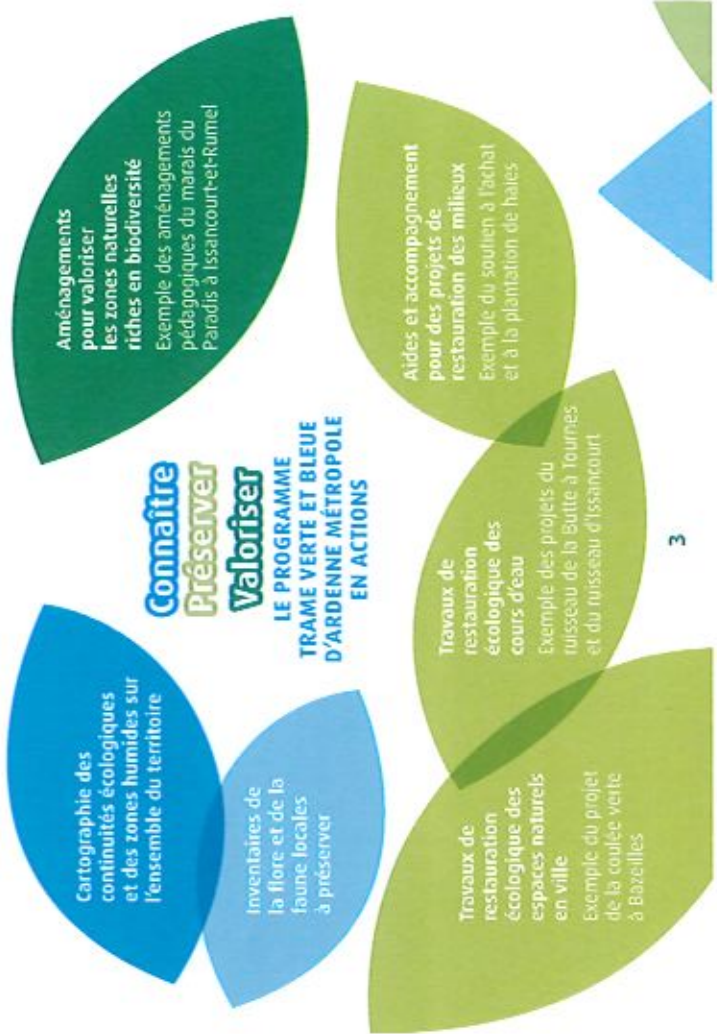 Connaître
Préserver
Valoriser
LE PROGRAMME
TRAME VERTE ET BLEUE
D'ARDENNE MÉTROPOLE
EN ACTIONS
Cartographie des
continuités écologiques
et des zones humides sur
l'ensemble du territoire
Inventaires de
la flore et de la
faune locales
à préserver
Aménagements
pour valoriser
les zones naturelles
riches en biodiversité
Exemple des aménagements
pédagogiques du marais du
Paradis à Issancourt-et-Rumel
Travaux de
restauration
écologique des
espaces naturels
en ville
Exemple du projet
de la coulée verte
à Bazeilles
Travaux de
restauration
écologique des
cours d'eau
Exemple des projets du
ruisseau de la Butte à Tournes
et du ruisseau d'Issancourt
Aides et accompagnement
pour des projets de
restauration des milieux
Exemple du soutien à l'achat
et à la plantation de haies
3